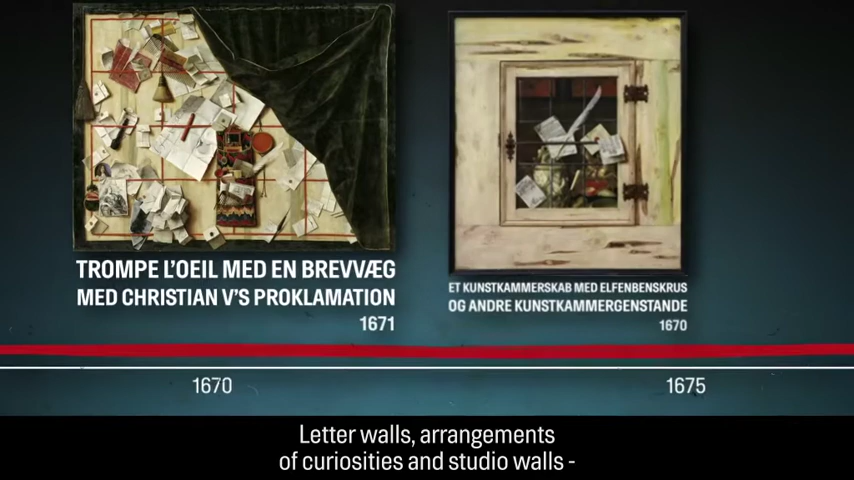 TROMPE L'OEIL MED EN BREVVÆG
MED CHRISTIAN V'S PROKLAMATION
1671
ET KUNSTKAMMERSKAB MED ELFENBENSKRUS
OG ANDRE KUNSTKAMMERGENSTANDE
1670
1670
1675
Letter walls, arrangements
of curiosities and studio walls -